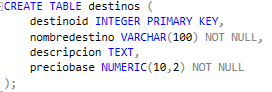 CREATE TABLE destinos (
destinoid INTEGER PRIMARY KEY,
nombredestino VARCHAR(100) NOT NULL,
descripcion TEXT,
preciobase NUMERIC(10,2) NOT NULL
);